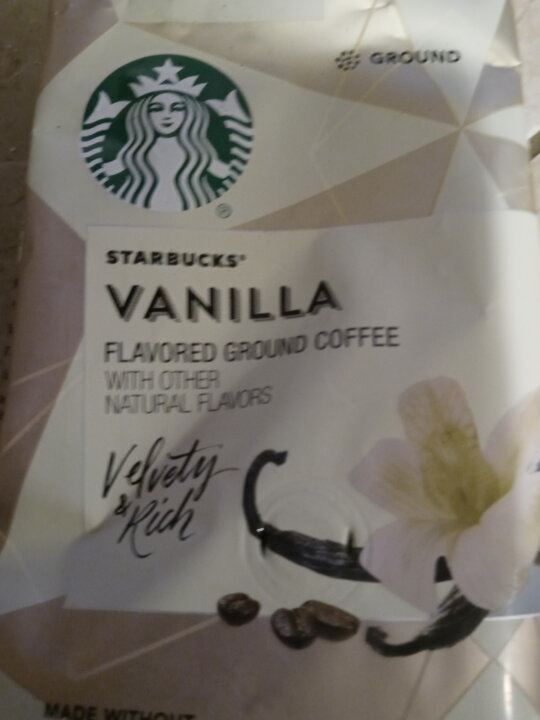 GROUND
®
STARBUCKS®
VANILLA
FLAVORED GROUND COFFEE
WITH OTHER
NATURAL FLAVORS
Velvety
& Rich
MADE WITHOUT